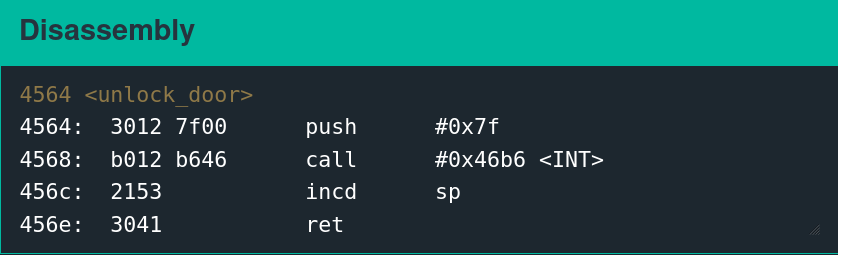 Disassembly
4564 <unlock_door>
4564:  3012 7f00      push      #0x7f
4568:  b012 b646      call      #0x46b6 <INT>
456c:  2153           incd      sp
456e:  3041           ret